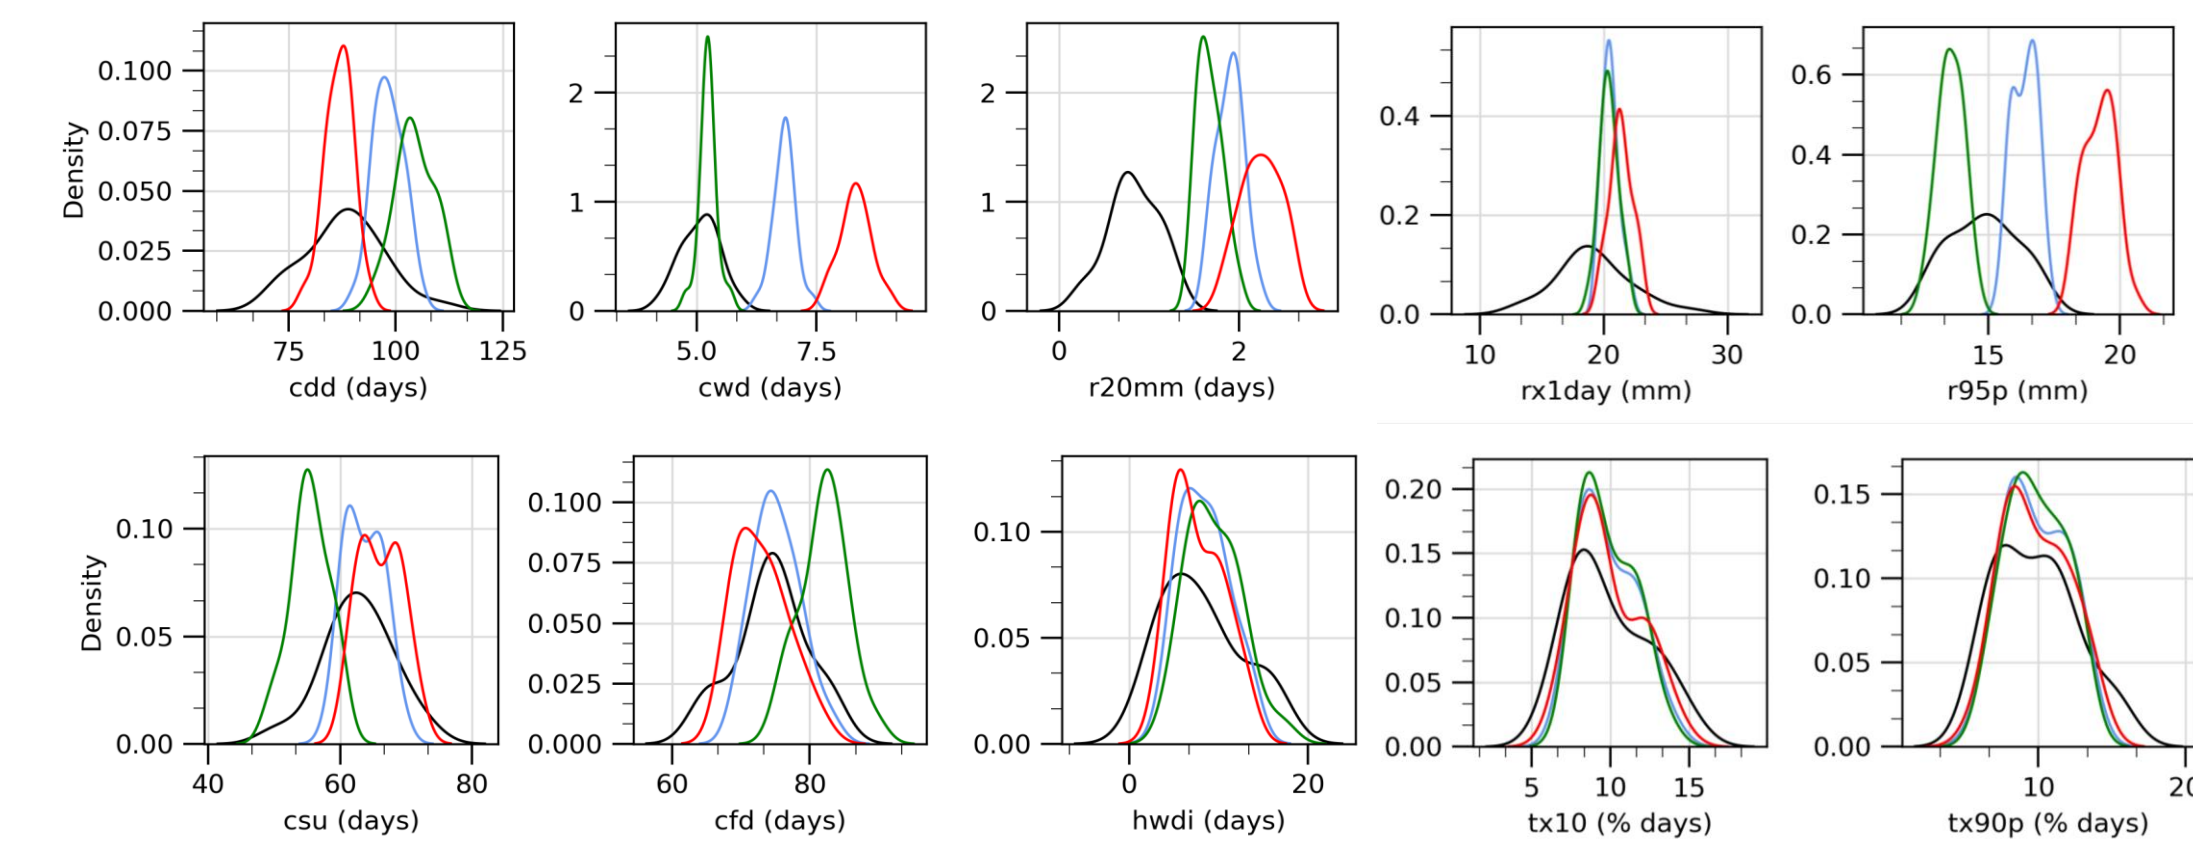 Density
0.100
0.075
0.050
0.025
0.000
75 100 125
cdd (days)
2
1
0
5.0 7.5
cwd (days)
2
1
0
0 2
r20mm (days)
0.4
0.2
0.0
10 20 30
rx1day (mm)
0.6
0.4
0.2
0.0
15 20
r95p (mm)
Density
0.10
0.05
0.00
40 60 80
csu (days)
0.100
0.075
0.050
0.025
0.000
60 80
cfd (days)
0.10
0.05
0.00
0 20
hwdi (days)
0.20
0.15
0.10
0.05
0.00
5 10 15
tx10 (% days)
0.15
0.10
0.05
0.00
10 20
tx90p (% days)